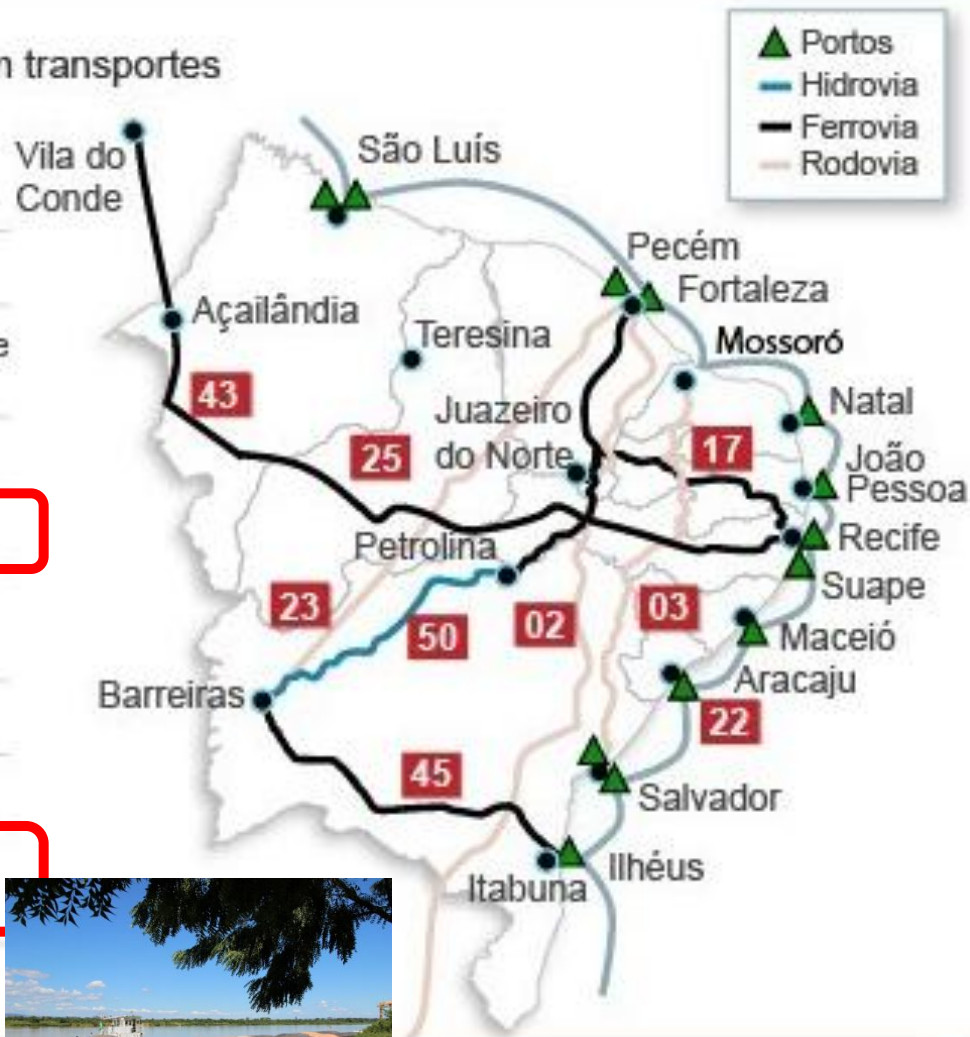 n transportes
Portos
Hidrovia
Ferrovia
Rodovia
Vila do
Conde
São Luís
Pecém
Fortaleza
Açailândia
e
Teresina
Mossoró
43
Juazeiro
do Norte
Natal
25
17
João
Pessoa
Petrolina
Recife
Suape
23
50
02
03
Maceió
Barreiras
Aracaju
22
45
Salvador
Itabuna
Ilhéus